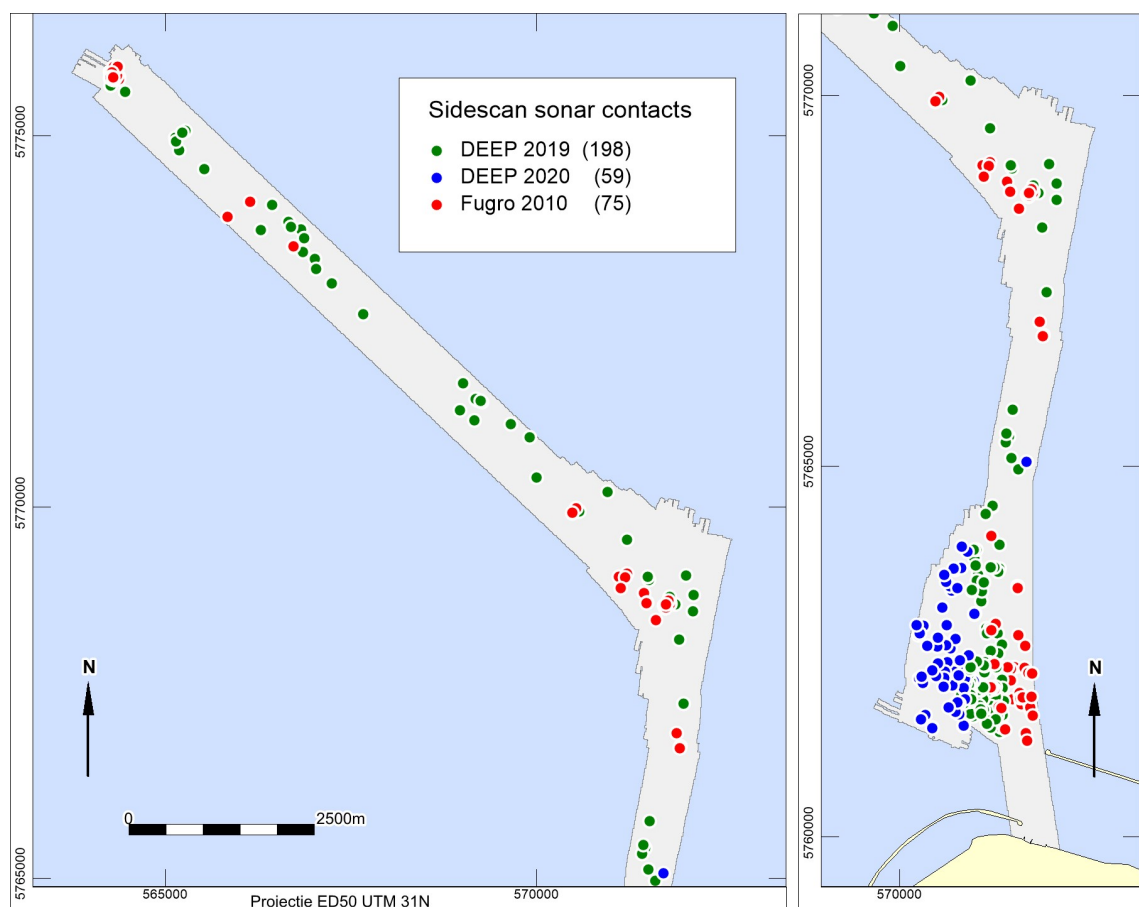 Sidescan sonar contacts
DEEP 2019 (198)
DEEP 2020 (59)
Fugro 2010 (75)
5775000
5770000
5765000
N
0 2500m
565000
570000
Projectie ED50 UTM 31N
5770000
5765000
5760000
N
570000